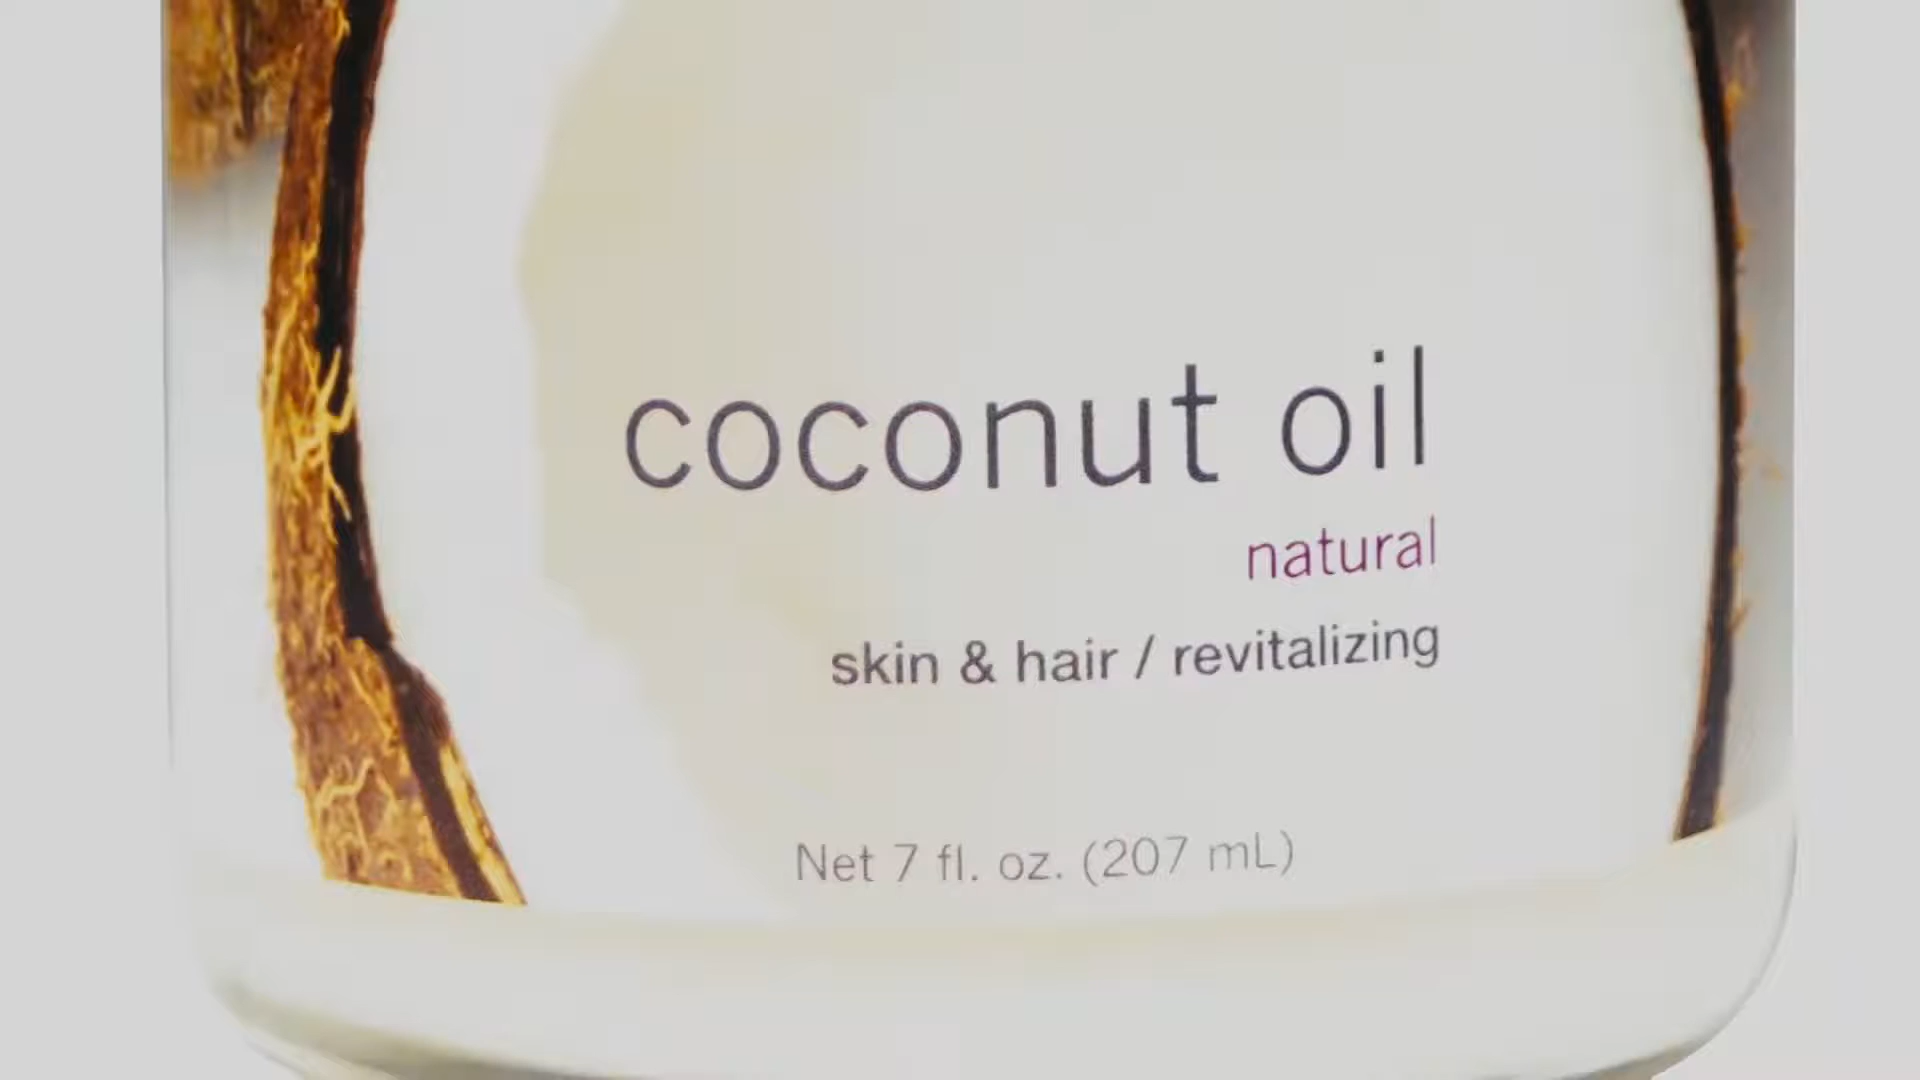 coconut oil
natural
skin & hair / revitalizing
Net 7 fl. oz. (207 mL)